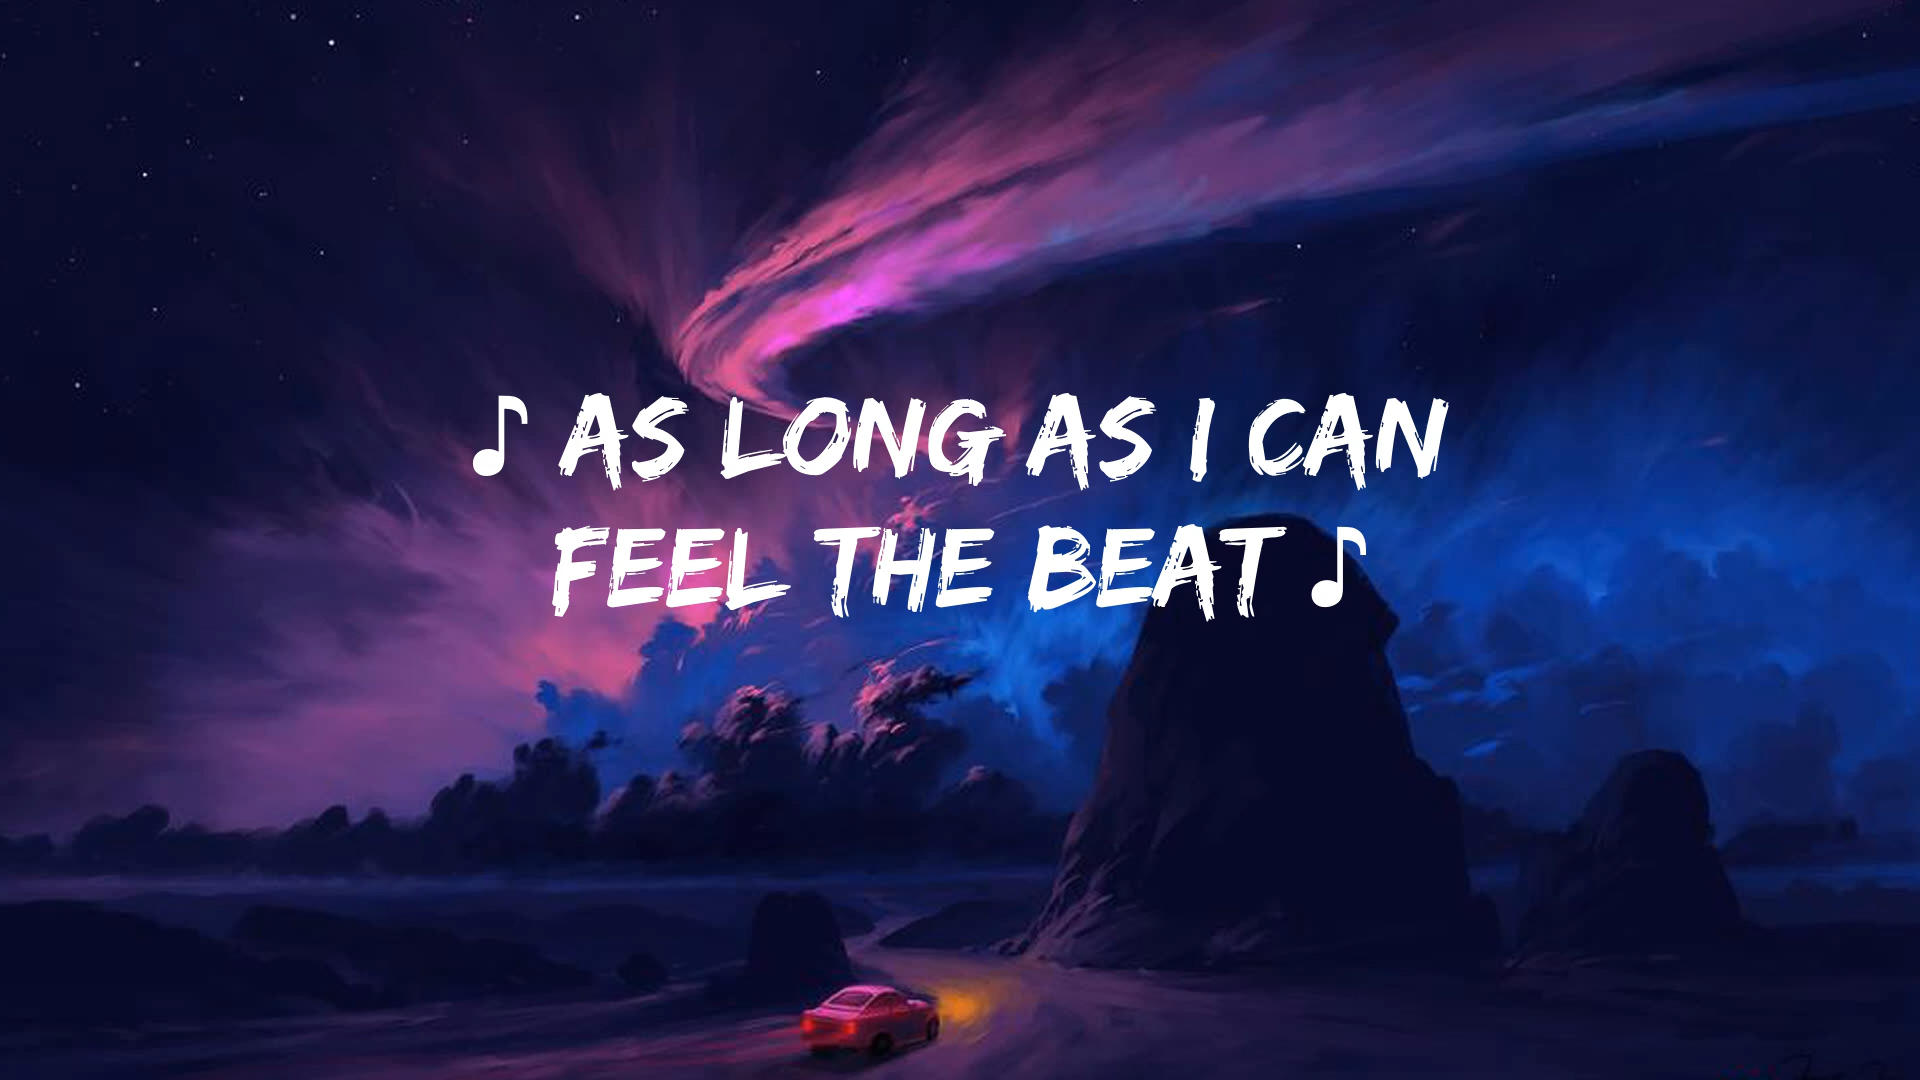 ♪ AS LONG AS I CAN
FEEL THE BEAT ♪